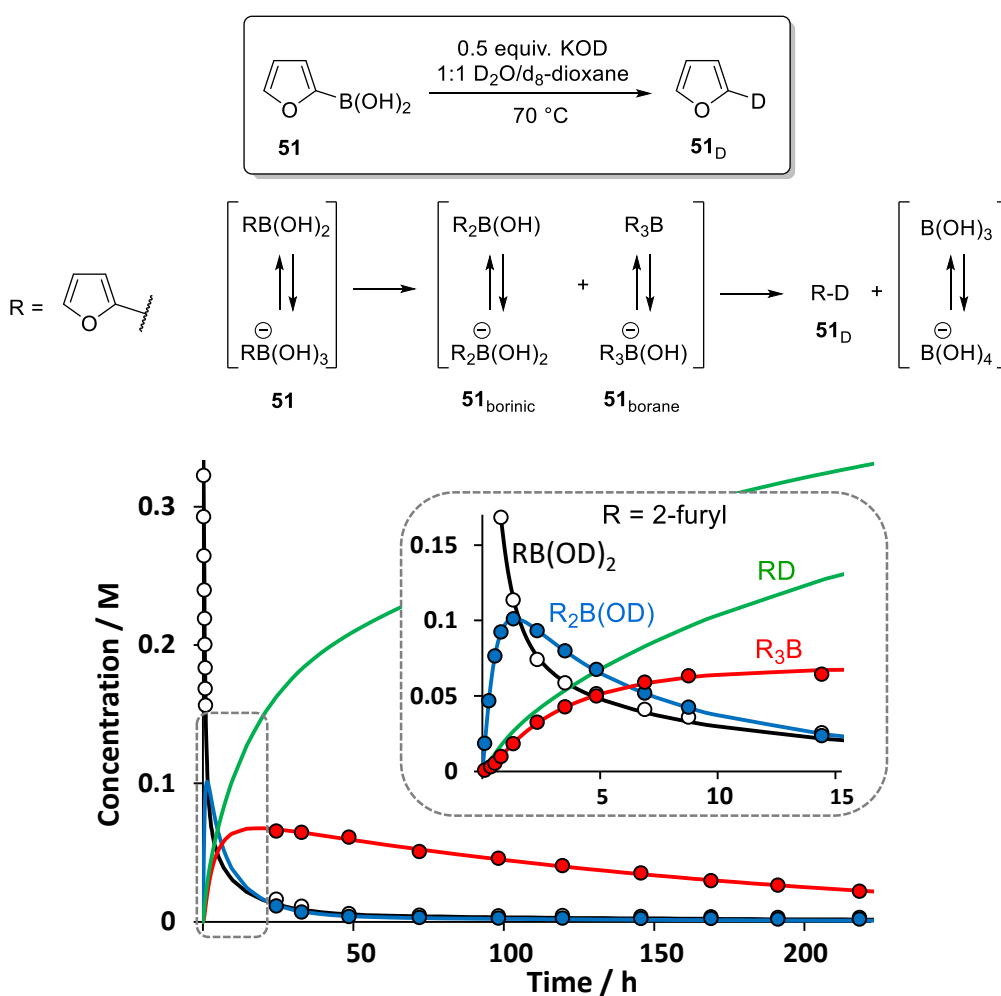 0.5 equiv. KOD
1:1 D₂O/d₈-dioxane
70 °C
O
B(OH)₂
51
O
D
51D
R =
O
RB(OH)₂
⊖
RB(OH)₃
51
R₂B(OH)
⊖
R₂B(OH)₂
51borinic
+
R₃B
⊖
R₃B(OH)
51borane
R-D
51D
+
B(OH)₃
⊖
B(OH)₄
Concentration / M
0.3
0.2
0.1
0
50
100
150
200
Time / h
R = 2-furyl
0.15
0.1
0.05
0
5
10
15
RB(OD)₂
R₂B(OD)
RD
R₃B